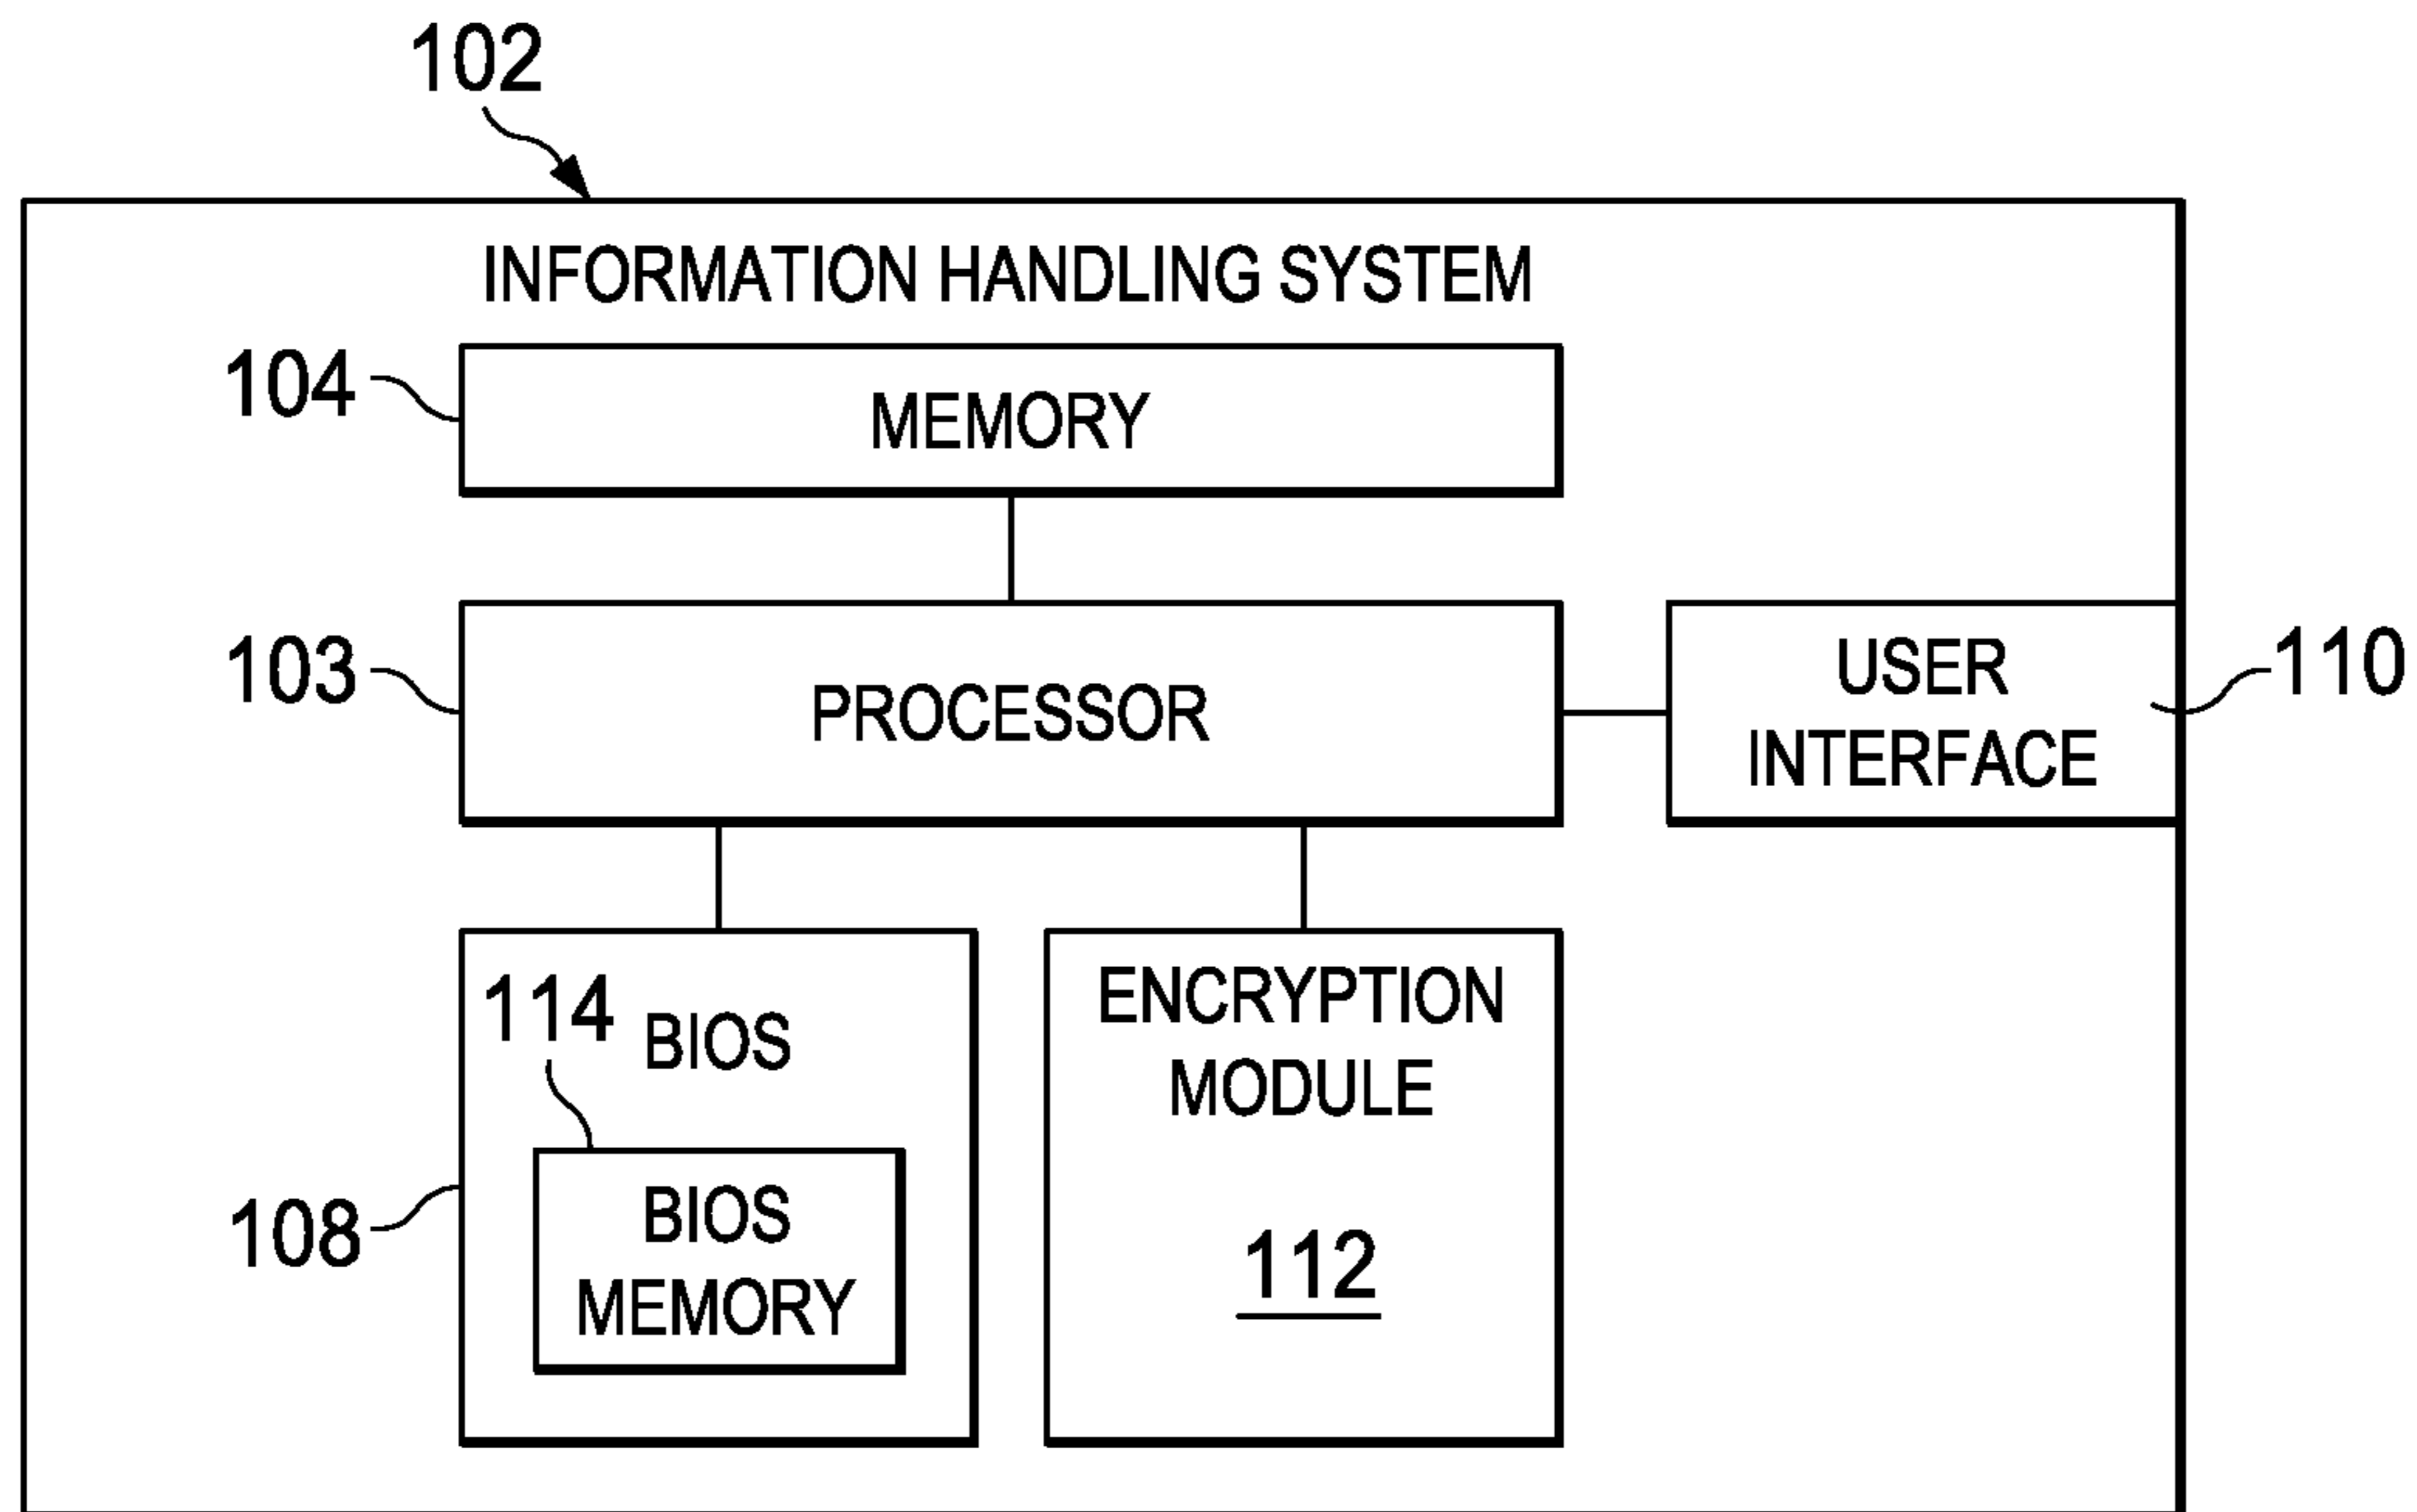 102
INFORMATION HANDLING SYSTEM
104
MEMORY
103
PROCESSOR
USER
INTERFACE
110
114
BIOS
BIOS
MEMORY
108
ENCRYPTION
MODULE
112